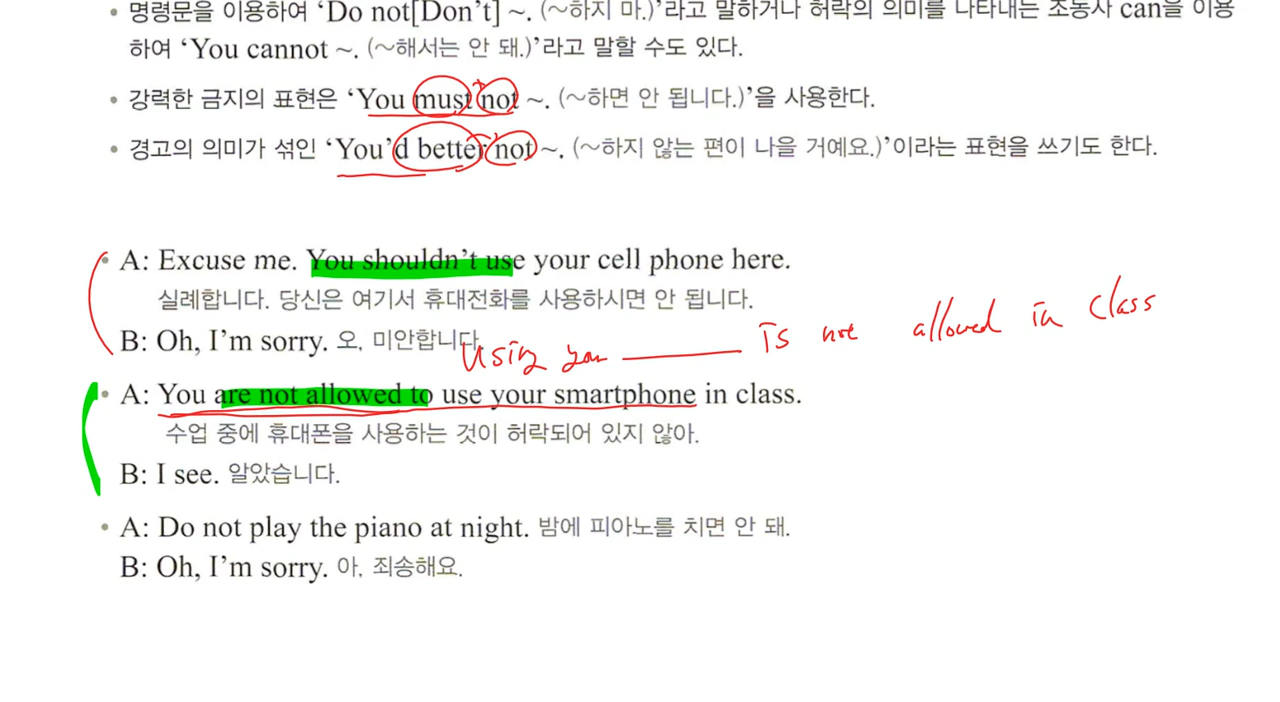 명령문을 이용하여 ‘Do not[Don’t] ~. (～하지 마.)’라고 말하거나 허락의 의미를 나타내는 조동사 can을 이용
하여 ‘You cannot ~. (～해서는 안 돼.)’라고 말할 수도 있다.
• 강력한 금지의 표현은 ‘You must not ~. (～하면 안 됩니다.)’을 사용한다.
• 경고의 의미가 섞인 ‘You’d better not ~. (～하지 않는 편이 나을 거예요.)’이라는 표현을 쓰기도 한다.
• A: Excuse me. You shouldn’t use your cell phone here.
실례합니다. 당신은 여기서 휴대전화를 사용하시면 안 됩니다.
B: Oh, I’m sorry. 오, 미안합니다.
Using your ______ is not allowed in class
• A: You are not allowed to use your smartphone in class.
수업 중에 휴대폰을 사용하는 것이 허락되어 있지 않아.
B: I see. 알았습니다.
• A: Do not play the piano at night. 밤에 피아노를 치면 안 돼.
B: Oh, I’m sorry. 아, 죄송해요.